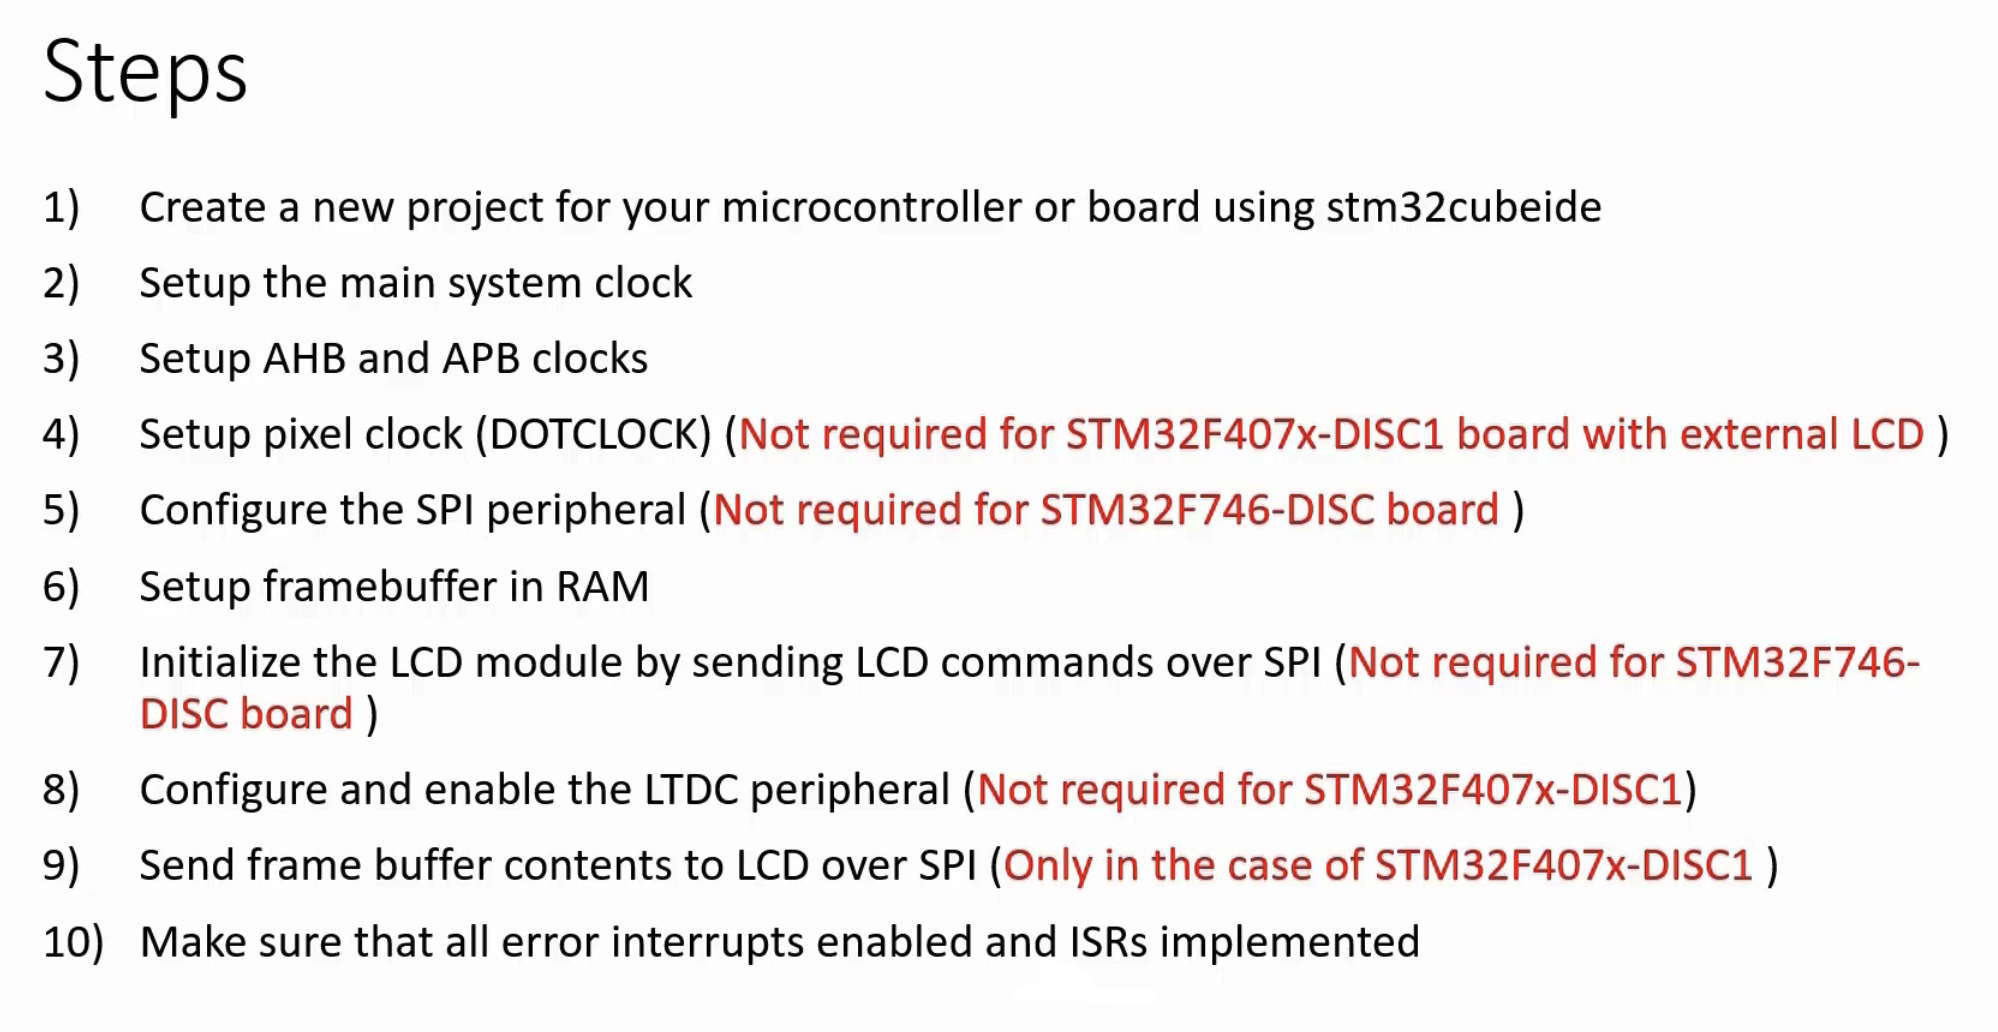 Steps
1) Create a new project for your microcontroller or board using stm32cubeide
2) Setup the main system clock
3) Setup AHB and APB clocks
4) Setup pixel clock (DOTCLOCK) (Not required for STM32F407x-DISC1 board with external LCD )
5) Configure the SPI peripheral (Not required for STM32F746-DISC board )
6) Setup framebuffer in RAM
7) Initialize the LCD module by sending LCD commands over SPI (Not required for STM32F746-
DISC board )
8) Configure and enable the LTDC peripheral (Not required for STM32F407x-DISC1)
9) Send frame buffer contents to LCD over SPI (Only in the case of STM32F407x-DISC1 )
10) Make sure that all error interrupts enabled and ISRs implemented